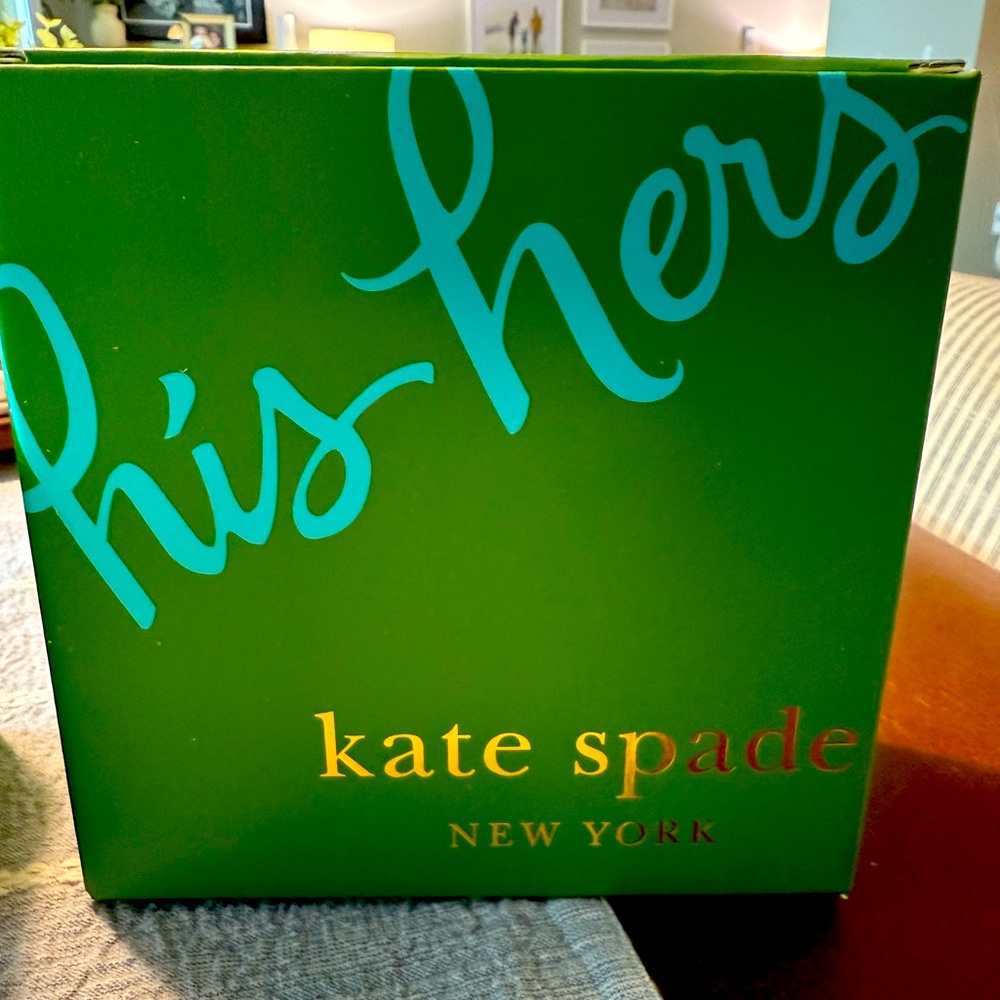 his hers
kate spade
NEW YORK